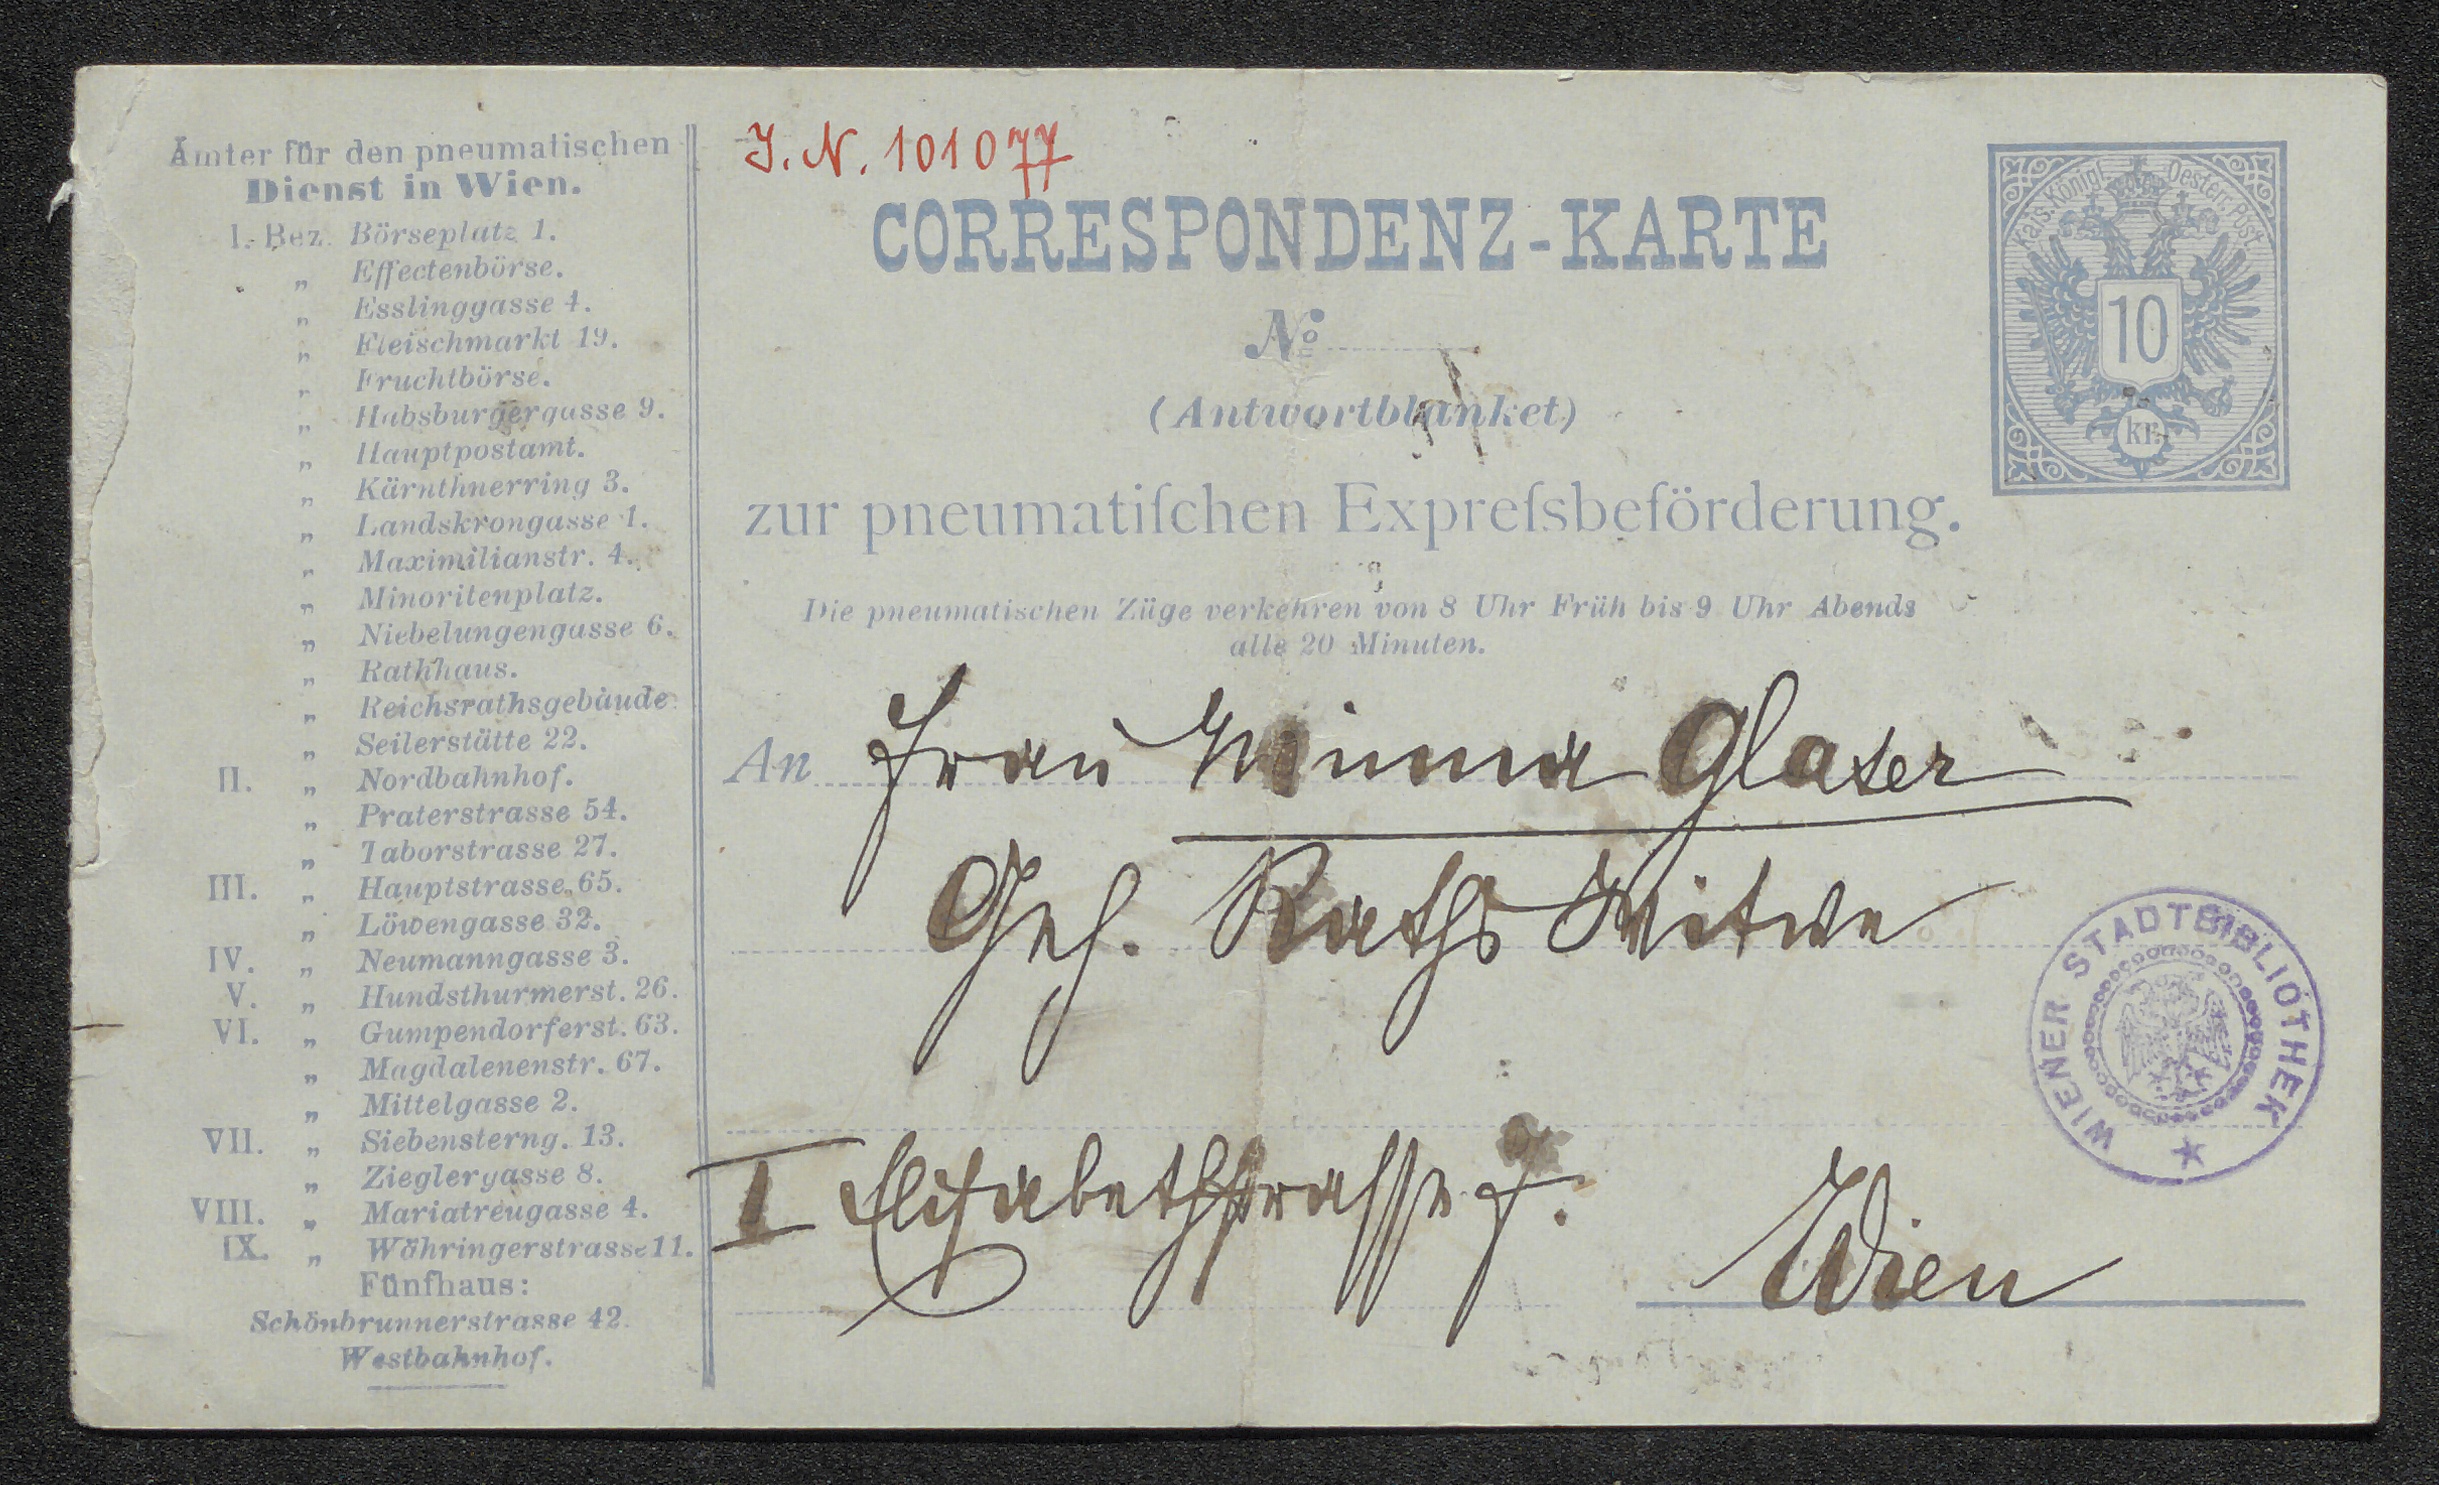 Ämter für den pneumatischen
Dienst in Wien.
I. Bez. Börseplatz 1.
„ Effectenbörse.
„ Esslinggasse 4.
„ Fleischmarkt 19.
„ Fruchtbörse.
„ Habsburgergasse 9.
„ Hauptpostamt.
„ Kärnthnerring 3.
„ Landskrongasse 1.
„ Maximilianstr. 4.
„ Minoritenplatz.
„ Niebelungengasse 6.
„ Rathhaus.
„ Reichsrathsgebäude
„ Seilerstätte 22.
II. „ Nordbahnhof.
„ Praterstrasse 54.
„ Taborstrasse 27.
III. „ Hauptstrasse 65.
„ Löwengasse 32.
IV. „ Neumanngasse 3.
V. „ Hundsthurmerst. 26.
VI. „ Gumpendorferst. 63.
„ Magdalenenstr. 67.
„ Mittelgasse 2.
VII. „ Siebensterng. 13.
„ Zieglergasse 8.
VIII. „ Mariatreugasse 4.
IX. „ Währingerstrasse 11.
Fünfhaus:
Schönbrunnerstrasse 42.
Westbahnhof.
J. N. 101077
CORRESPONDENZ-KARTE
No
(Antwortblanket)
zur pneumatiſchen Expreſsbeförderung.
Die pneumatischen Züge verkehren von 8 Uhr Früh bis 9 Uhr Abends
alle 20 Minuten.
Kais. Königl. Oesterr. Post.
10
kr.
An Frau Minna Glaser
Geh. Raths Witwe
I Elisabethstrasse 7.
Wien
WIENER STADTBIBLIOTHEK